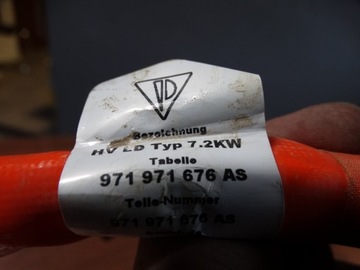 D
Bezeichnung
HV LD Typ 7.2KW
Tabelle
971 971 676 AS
Teile-Nummer
971 971 676 AS